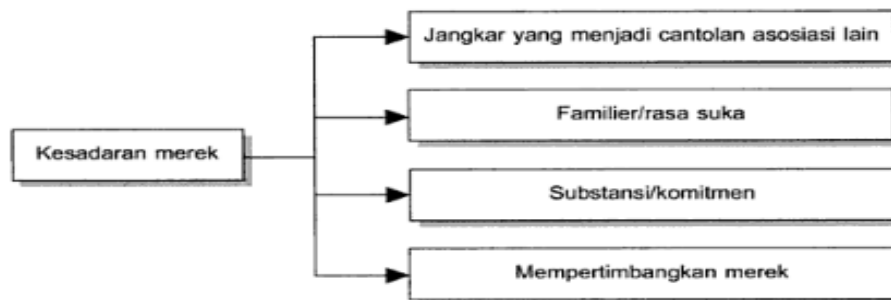 Jangkar yang menjadi cantolan asosiasi lain
Familier/rasa suka
Kesadaran merek
Substansi/komitmen
Mempertimbangkan merek